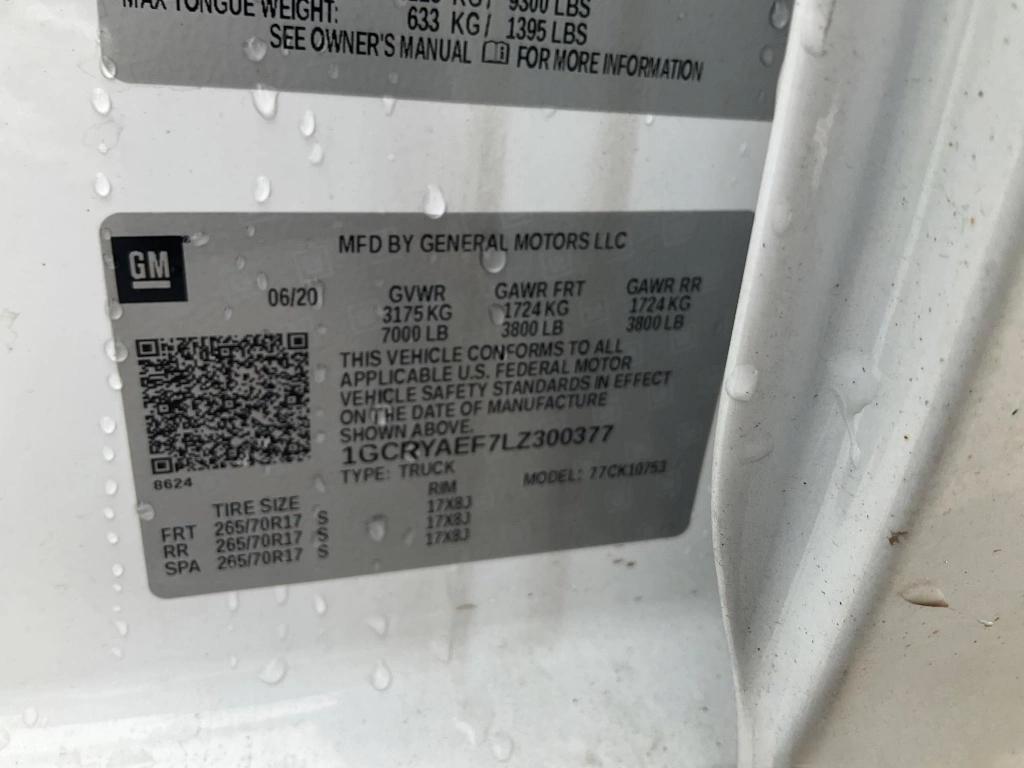 MAX TONGUE WEIGHT:
KG/ 9300 LBS
633 KG/ 1395 LBS
SEE OWNER'S MANUAL FOR MORE INFORMATION
GM
MFD BY GENERAL MOTORS LLC
06/20 GVWR GAWR FRT GAWR RR
3175 KG 1724 KG 1724 KG
7000 LB 3800 LB 3800 LB
THIS VEHICLE CONFORMS TO ALL
APPLICABLE U.S. FEDERAL MOTOR
VEHICLE SAFETY STANDARDS IN EFFECT
ON THE DATE OF MANUFACTURE
SHOWN ABOVE.
1GCRYAEF7LZ300377
TYPE: TRUCK MODEL: 77CK10753
8624
TIRE SIZE RIM
FRT 265/70R17 S 17X8J
RR 265/70R17 S 17X8J
SPA 265/70R17 S 17X8J